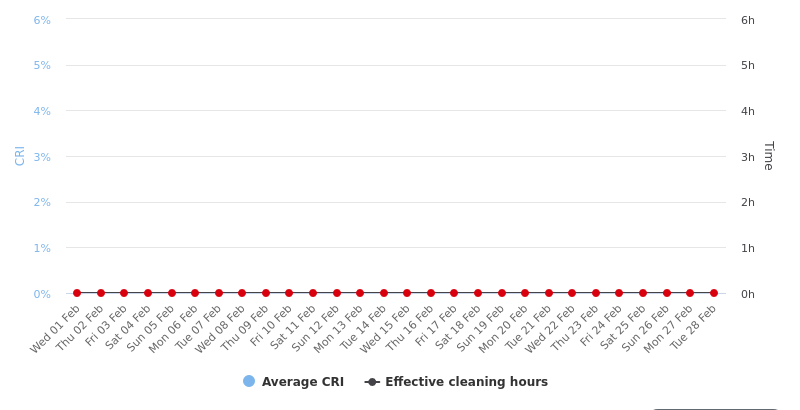 6%
6h
5%
5h
4%
4h
CRI
3%
3h
Time
2%
2h
1%
1h
0%
0h
Wed 01 Feb
Thu 02 Feb
Fri 03 Feb
Sat 04 Feb
Sun 05 Feb
Mon 06 Feb
Tue 07 Feb
Wed 08 Feb
Thu 09 Feb
Fri 10 Feb
Sat 11 Feb
Sun 12 Feb
Mon 13 Feb
Tue 14 Feb
Wed 15 Feb
Thu 16 Feb
Fri 17 Feb
Sat 18 Feb
Sun 19 Feb
Mon 20 Feb
Tue 21 Feb
Wed 22 Feb
Thu 23 Feb
Fri 24 Feb
Sat 25 Feb
Sun 26 Feb
Mon 27 Feb
Tue 28 Feb
Average CRI
Effective cleaning hours